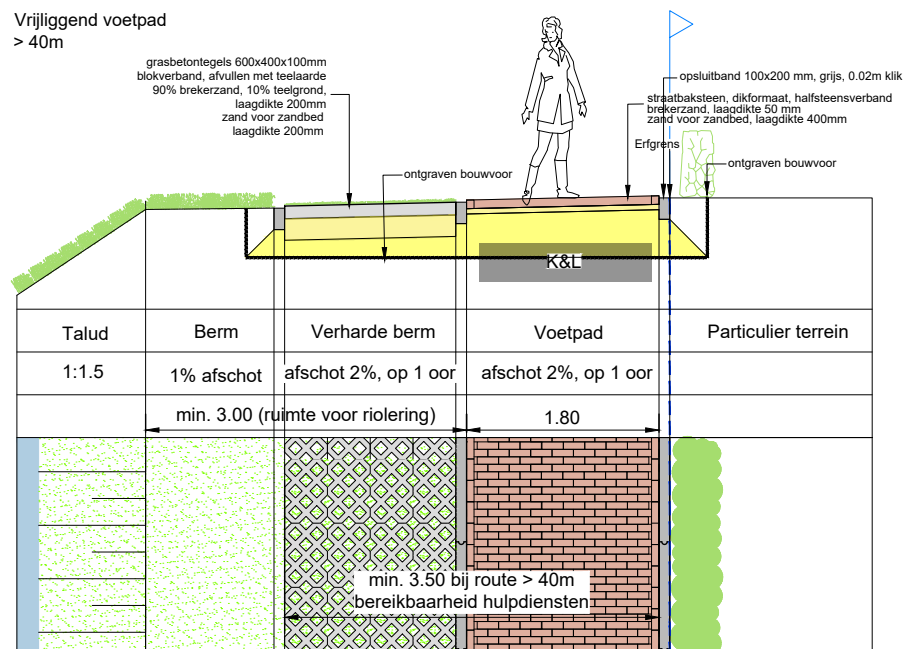 Vrijliggend voetpad
> 40m
grasbetontegels 600x400x100mm
blokverband, afvullen met teelaarde
90% brekerzand, 10% teelgrond,
laagdikte 200mm
zand voor zandbed
laagdikte 200mm
opsluitband 100x200 mm, grijs, 0.02m klik
straatbaksteen, dikformaat, halfsteensverband
brekerzand, laagdikte 50 mm
zand voor zandbed, laagdikte 400mm
Erfgrens
ontgraven bouwvoor
ontgraven bouwvoor
K&L
Talud Berm Verharde berm Voetpad Particulier terrein
1:1.5 1% afschot afschot 2%, op 1 oor afschot 2%, op 1 oor
min. 3.00 (ruimte voor riolering) 1.80
min. 3.50 bij route > 40m
bereikbaarheid hulpdiensten